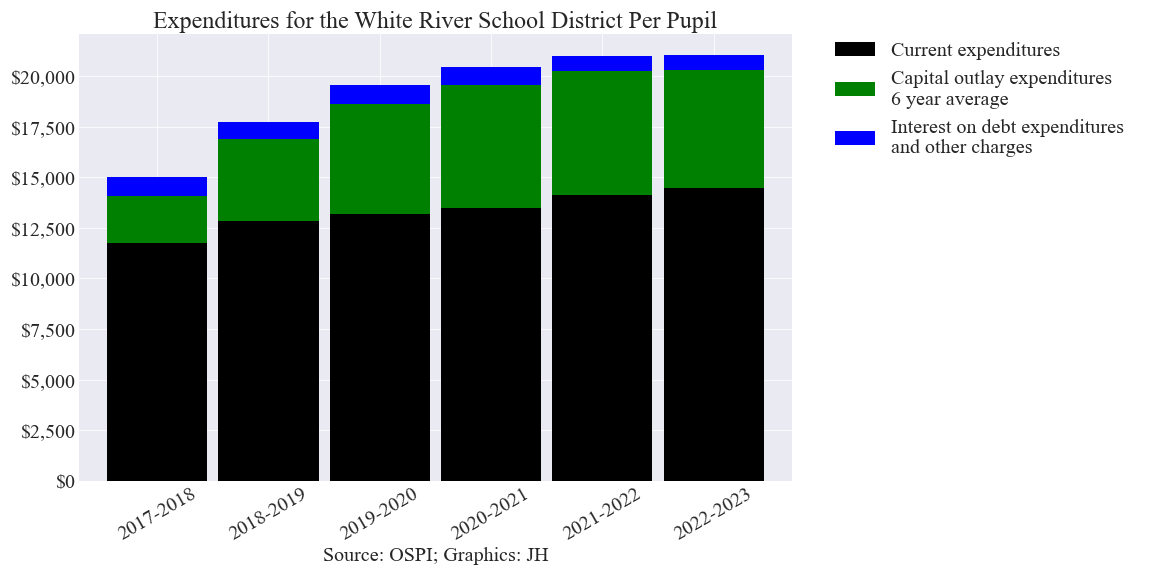 Expenditures for the White River School District Per Pupil
$20,000
$17,500
$15,000
$12,500
$10,000
$7,500
$5,000
$2,500
$0
2017-2018
2018-2019
2019-2020
2020-2021
2021-2022
2022-2023
Source: OSPI; Graphics: JH
Current expenditures
Capital outlay expenditures
6 year average
Interest on debt expenditures
and other charges